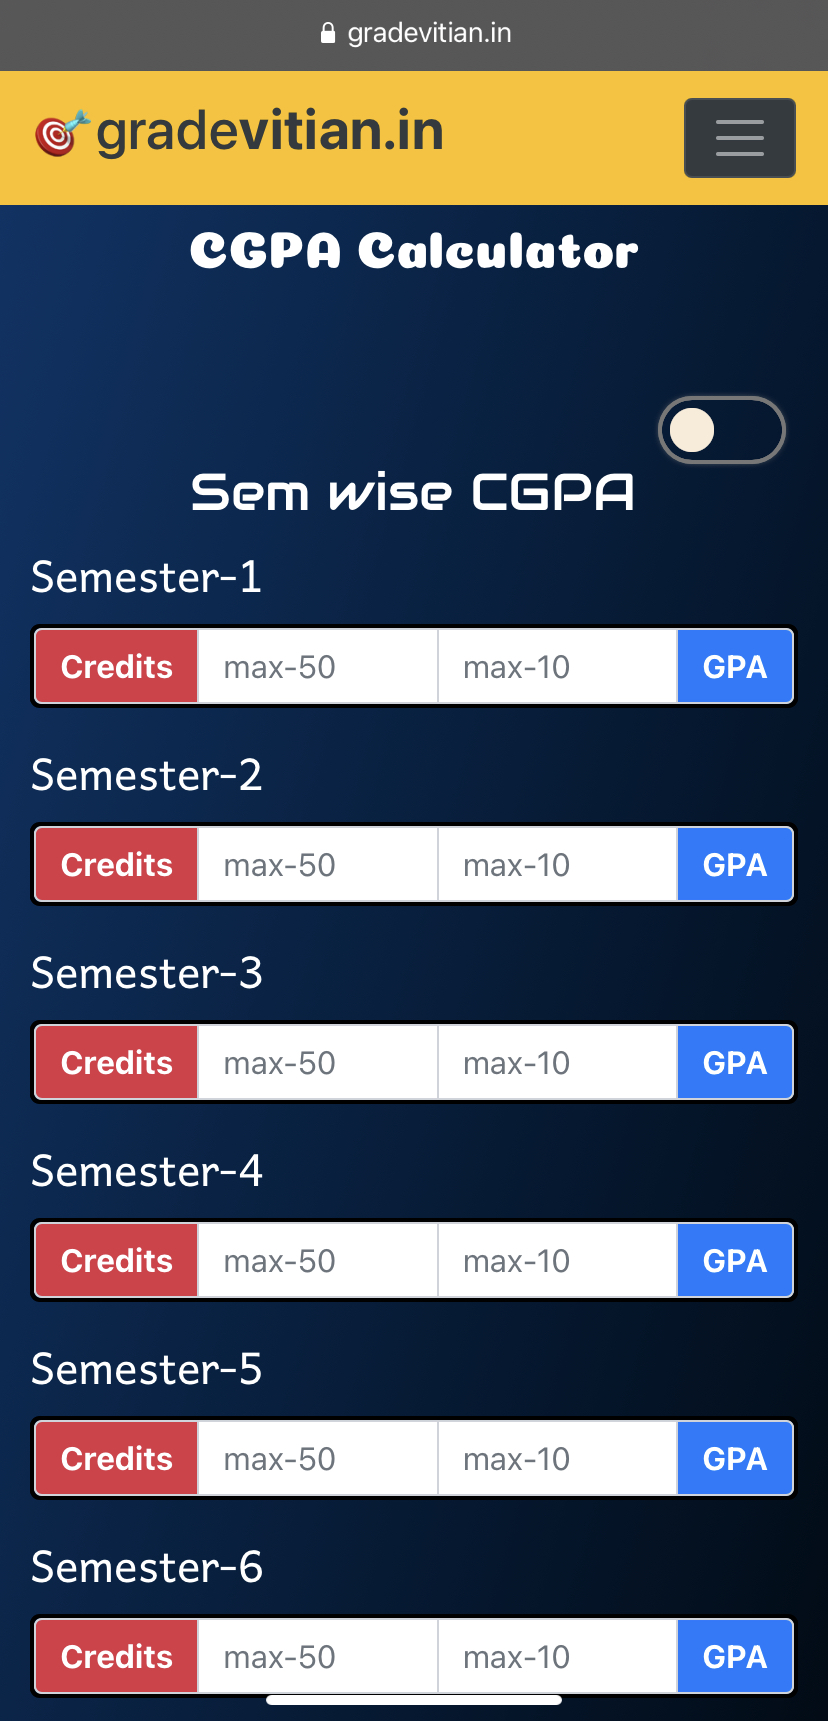 gradevitian.in
gradevitian.in
CGPA Calculator
Sem wise CGPA
Semester-1
Credits max-50 max-10 GPA
Semester-2
Credits max-50 max-10 GPA
Semester-3
Credits max-50 max-10 GPA
Semester-4
Credits max-50 max-10 GPA
Semester-5
Credits max-50 max-10 GPA
Semester-6
Credits max-50 max-10 GPA